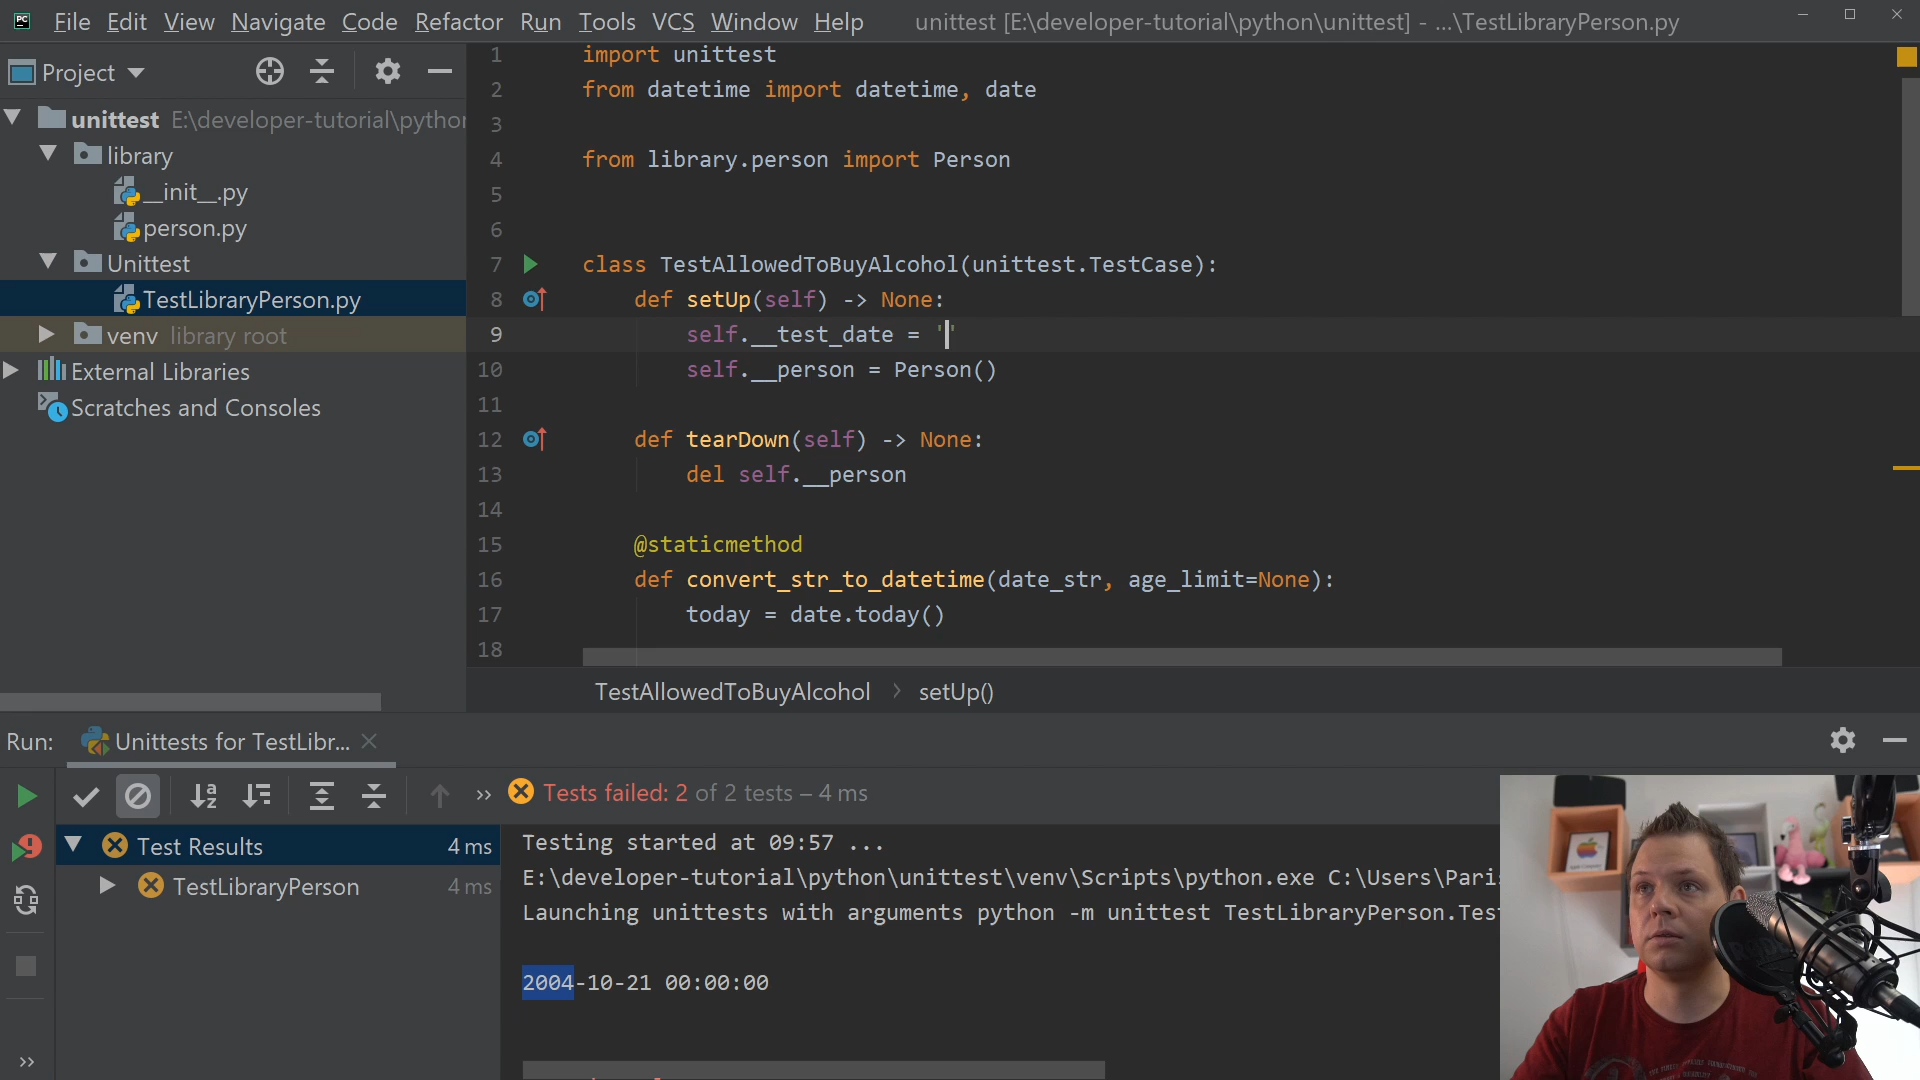 File Edit View Navigate Code Refactor Run Tools VCS Window Help unittest [E:\developer-tutorial\python\unittest] - ...\TestLibraryPerson.py
Project
unittest E:\developer-tutorial\python
library
__init__.py
person.py
Unittest
TestLibraryPerson.py
venv library root
External Libraries
Scratches and Consoles
1 import unittest
2 from datetime import datetime, date
3
4 from library.person import Person
5
6
7 class TestAllowedToBuyAlcohol(unittest.TestCase):
8 def setUp(self) -> None:
9 self.__test_date = ''
10 self.__person = Person()
11
12 def tearDown(self) -> None:
13 del self.__person
14
15 @staticmethod
16 def convert_str_to_datetime(date_str, age_limit=None):
17 today = date.today()
18
TestAllowedToBuyAlcohol > setUp()
Run: Unittests for TestLibr...
Tests failed: 2 of 2 tests – 4 ms
Test Results 4 ms
TestLibraryPerson 4 ms
Testing started at 09:57 ...
E:\developer-tutorial\python\unittest\venv\Scripts\python.exe C:\Users\Paris
Launching unittests with arguments python -m unittest TestLibraryPerson.Tes
2004-10-21 00:00:00